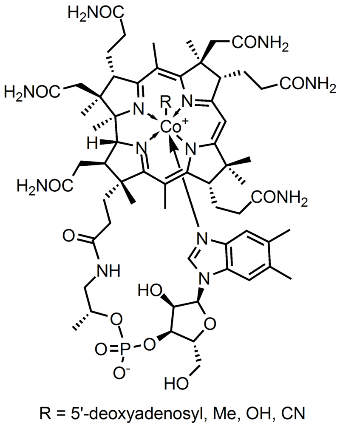 H2NOC
H2NOC
CONH2
CONH2
R
N
N
Co+
H
N
N
H2NOC
CONH2
O
N
NH
N
HO
O
O
O=P-O
O-
HO
R = 5'-deoxyadenosyl, Me, OH, CN